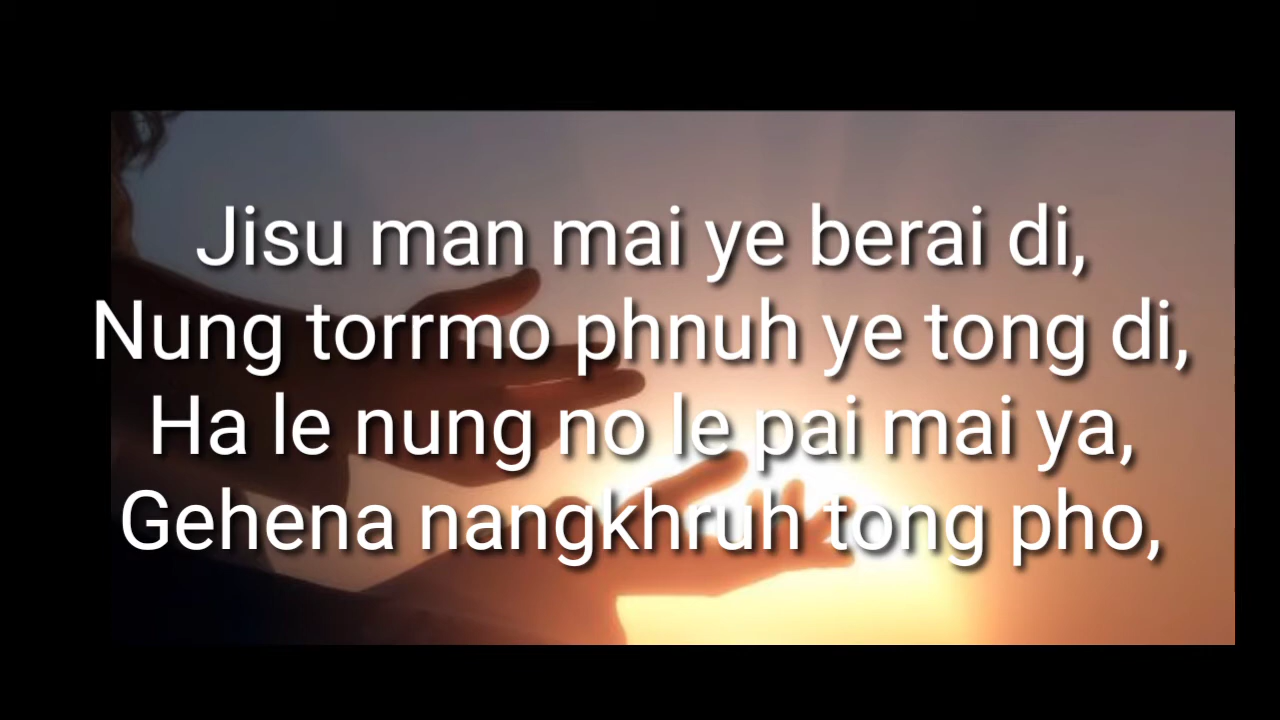 Jisu man mai ye berai di,
Nung torrmo phnuh ye tong di,
Ha le nung no le pai mai ya,
Gehena nangkhruh tong pho,